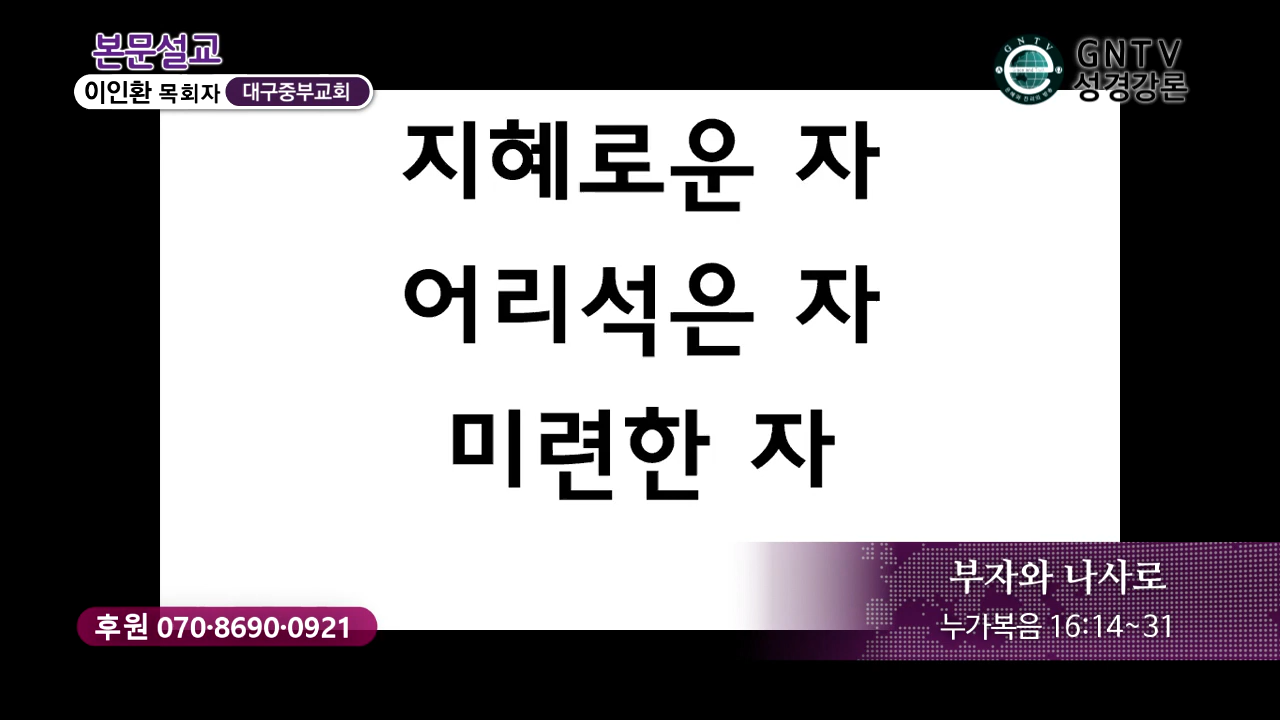 본문설교
이인환 목회자 대구중부교회
GNTV
성경강론
지혜로운 자
어리석은 자
미련한 자
부자와 나사로
누가복음 16:14~31
후원 070·8690·0921